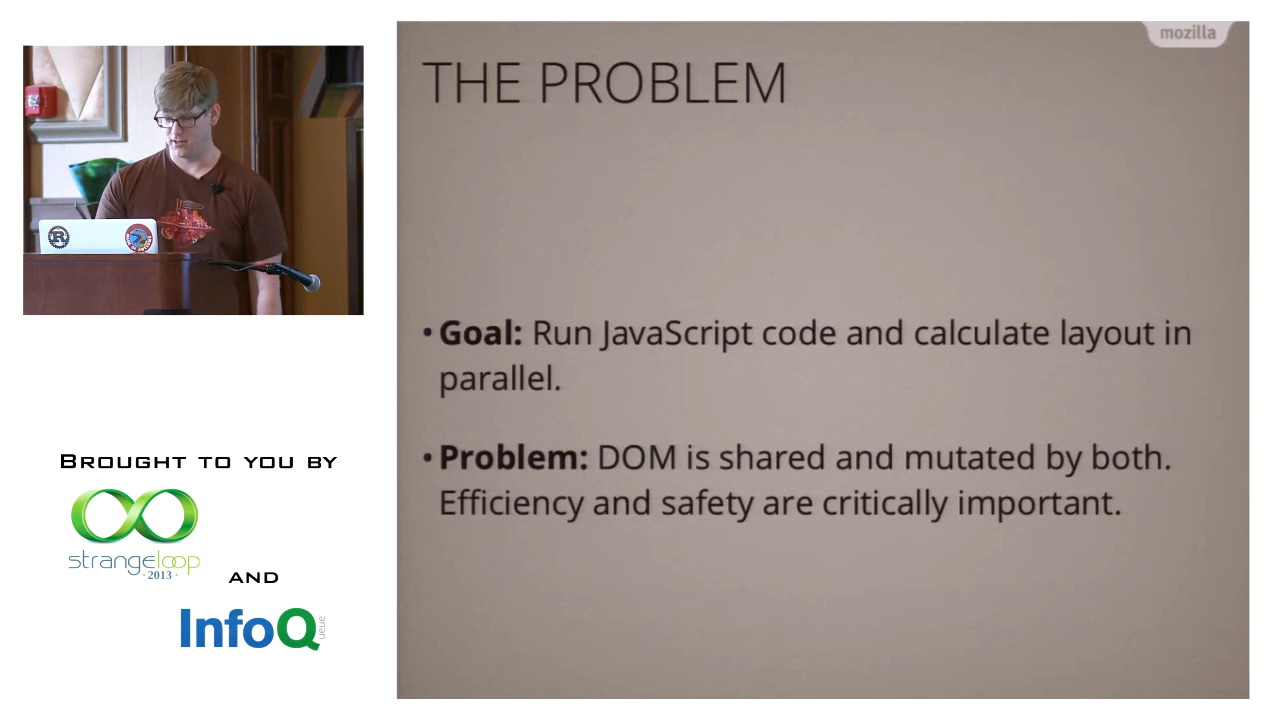 mozilla
THE PROBLEM
• Goal: Run JavaScript code and calculate layout in
parallel.
• Problem: DOM is shared and mutated by both.
Efficiency and safety are critically important.
R
BROUGHT TO YOU BY
strangeloop
· 2013 ·
AND
InfoQ
ueue